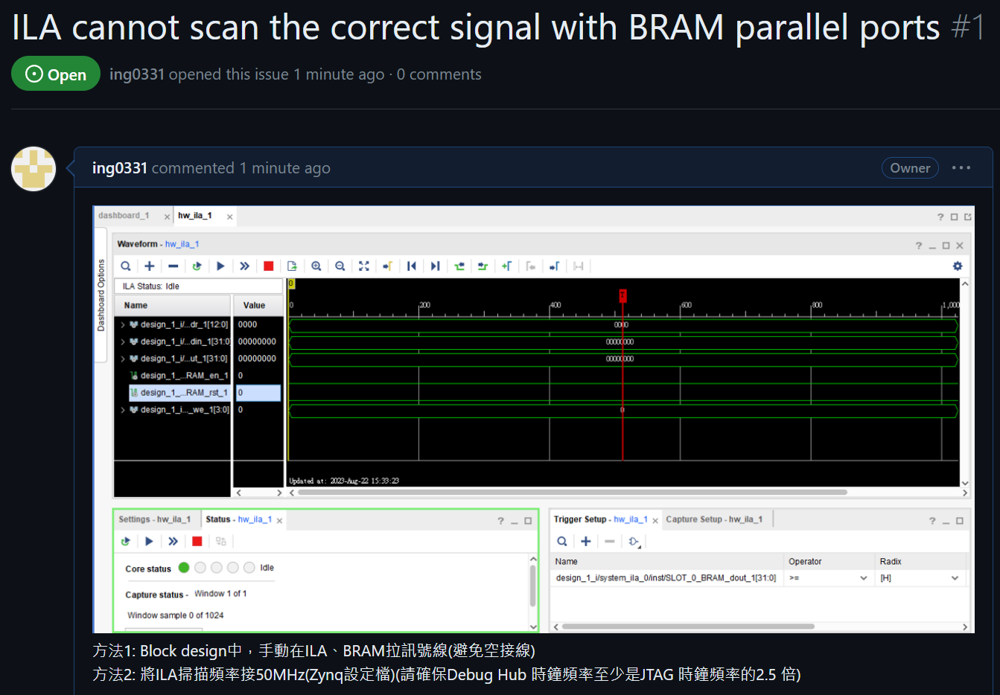 ILA cannot scan the correct signal with BRAM parallel ports #1
Open
ing0331 opened this issue 1 minute ago · 0 comments
ing0331 commented 1 minute ago
Owner
dashboard_1
hw_ila_1
Dashboard Options
Waveform - hw_ila_1
ILA Status: Idle
Name
Value
design_1_i/...dr_1[12:0]
0000
design_1_i/...din_1[31:0]
00000000
design_1_i/...ut_1[31:0]
00000000
design_1_...RAM_en_1
0
design_1_...RAM_rst_1
0
design_1_i..._we_1[3:0]
0
0
T
0
200
400
600
800
1,000
0000
00000000
00000000
0
Updated at: 2023-Aug-22 15:33:23
Settings - hw_ila_1
Status - hw_ila_1
Core status
Idle
Capture status - Window 1 of 1
Window sample 0 of 1024
Trigger Setup - hw_ila_1
Capture Setup - hw_ila_1
Name
Operator
Radix
design_1_i/system_ila_0/inst/SLOT_0_BRAM_dout_1[31:0]
>=
[H]
方法1: Block design中，手動在ILA、BRAM拉訊號線(避免空接線)
方法2: 將ILA掃描頻率接50MHz(Zynq設定檔)(請確保Debug Hub 時鐘頻率至少是JTAG 時鐘頻率的2.5 倍)